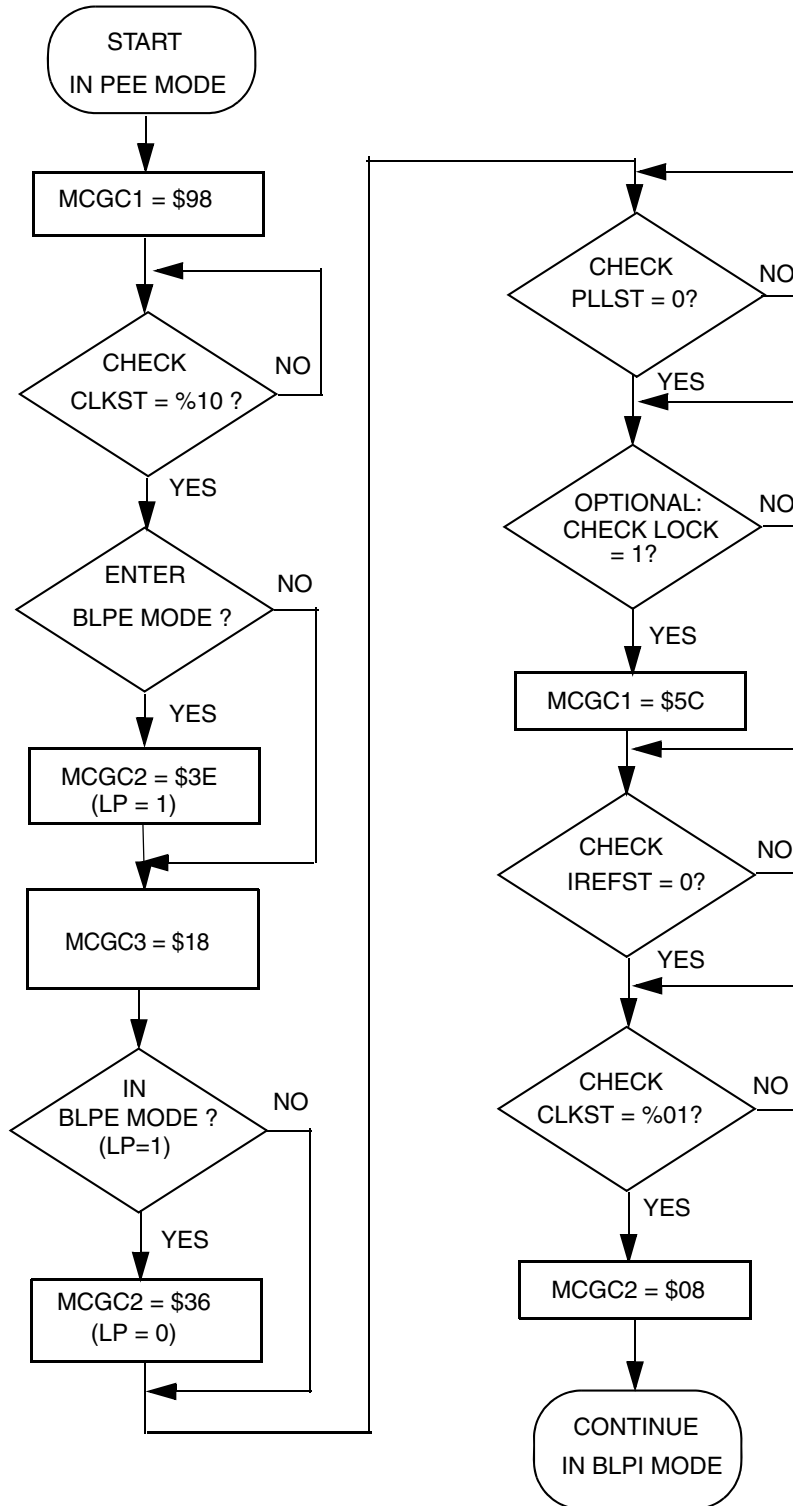 START
IN PEE MODE
MCGC1 = $98
CHECK
CLKST = %10 ?
NO
YES
ENTER
BLPE MODE ?
NO
YES
MCGC2 = $3E
(LP = 1)
MCGC3 = $18
IN
BLPE MODE ?
(LP=1)
NO
YES
MCGC2 = $36
(LP = 0)
CHECK
PLLST = 0?
NO
YES
OPTIONAL:
CHECK LOCK
= 1?
NO
YES
MCGC1 = $5C
CHECK
IREFST = 0?
NO
YES
CHECK
CLKST = %01?
NO
YES
MCGC2 = $08
CONTINUE
IN BLPI MODE